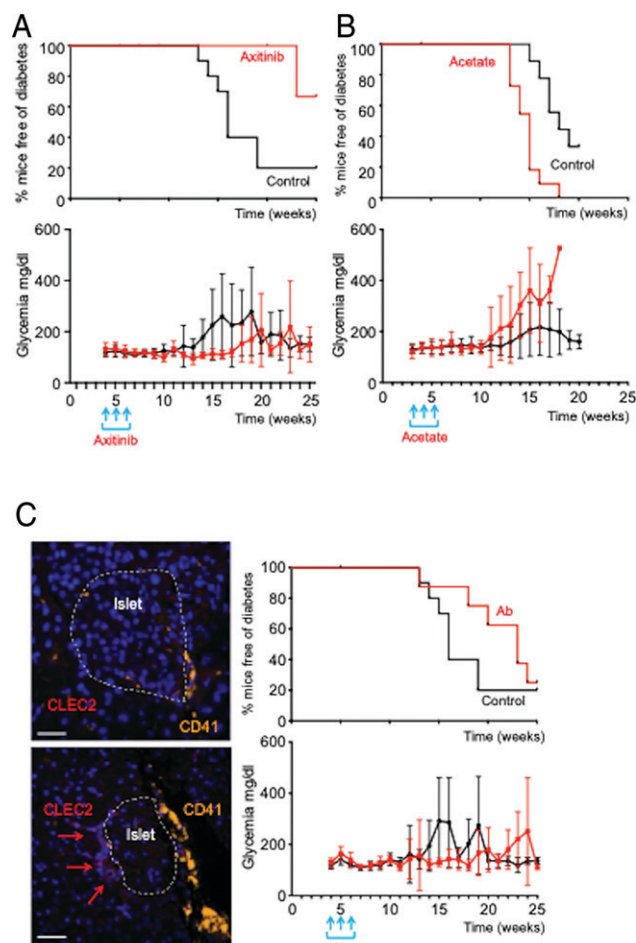 A
% mice free of diabetes
100
80
60
40
20
Axitinib
Control
Time (weeks)
Glycemia mg/dl
600
400
200
0
0 5 10 15 20 25
Time (weeks)
Axitinib
B
% mice free of diabetes
100
80
60
40
20
0
Acetate
Control
Time (weeks)
Glycemia mg/dl
600
400
200
0
0 5 10 15 20 25
Time (weeks)
Acetate
C
Islet
CLEC2
CD41
CLEC2
CD41
Islet
% mice free of diabetes
100
80
60
40
20
0
Ab
Control
Time (weeks)
Glycemia mg/dl
600
400
200
0
0 5 10 15 20 25
Time (weeks)